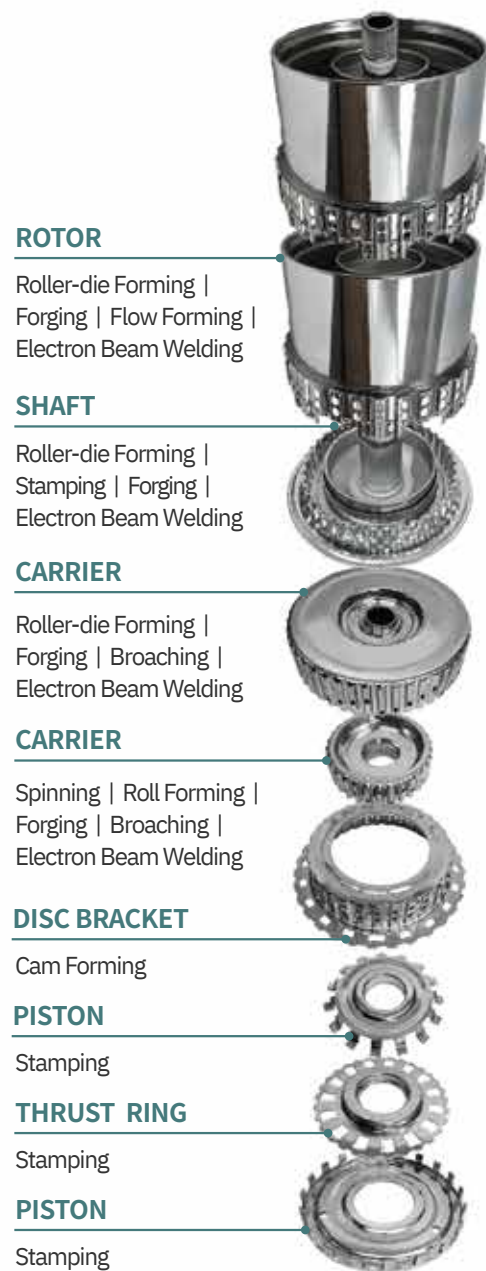 ROTOR
Roller-die Forming |
Forging | Flow Forming |
Electron Beam Welding
SHAFT
Roller-die Forming |
Stamping | Forging |
Electron Beam Welding
CARRIER
Roller-die Forming |
Forging | Broaching |
Electron Beam Welding
CARRIER
Spinning | Roll Forming |
Forging | Broaching |
Electron Beam Welding
DISC BRACKET
Cam Forming
PISTON
Stamping
THRUST RING
Stamping
PISTON
Stamping